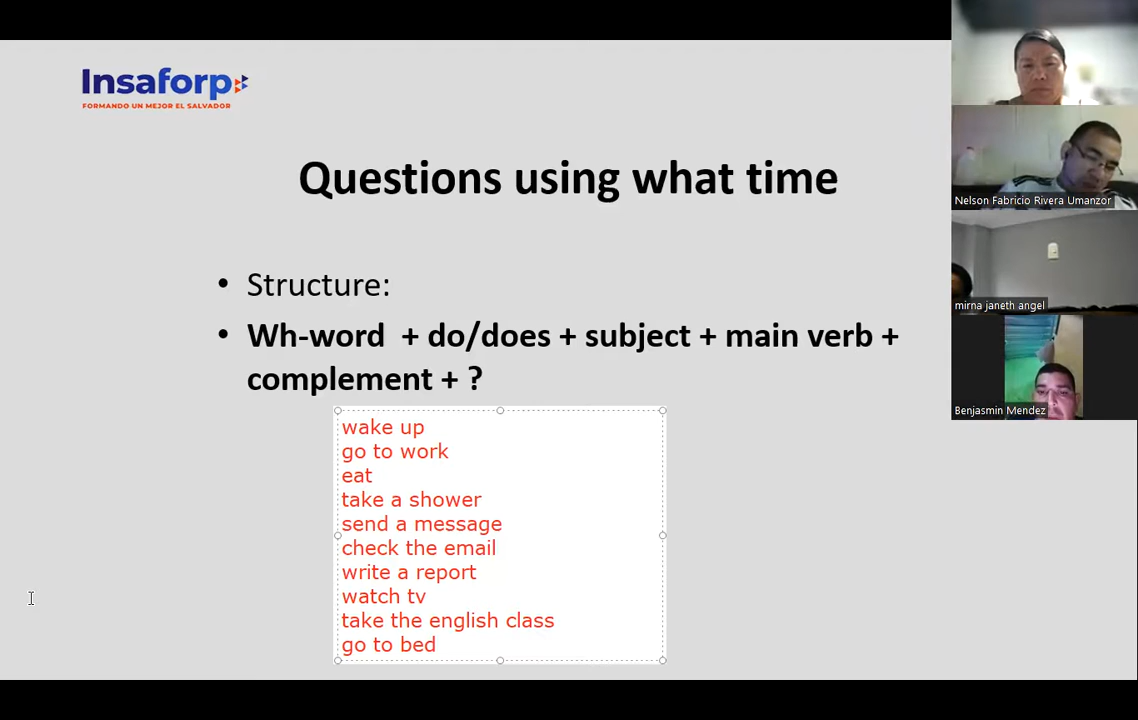 Insaforp
FORMANDO UN MEJOR EL SALVADOR
Questions using what time
• Structure:
• Wh-word + do/does + subject + main verb +
complement + ?
wake up
go to work
eat
take a shower
send a message
check the email
write a report
watch tv
take the english class
go to bed
Nelson Fabricio Rivera Umanzor
mirna janeth angel
Benjasmin Mendez